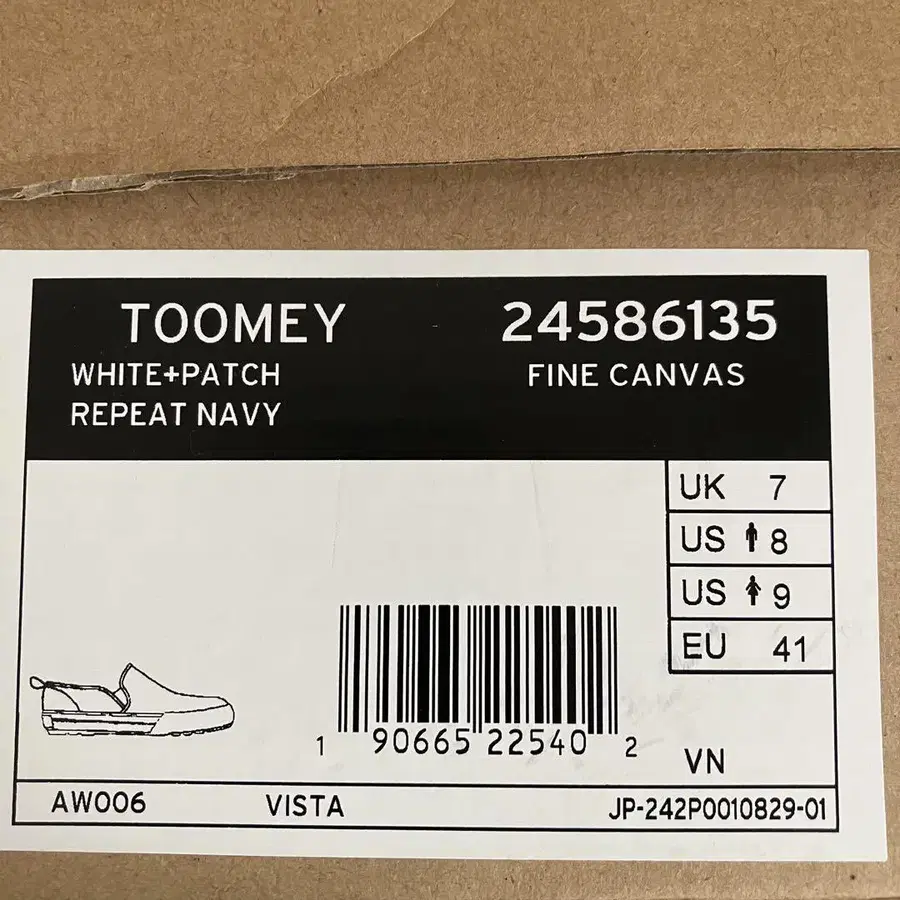 TOOMEY
24586135
WHITE+PATCH
REPEAT NAVY
FINE CANVAS
UK 7
US 8
US 9
EU 41
1 90665 22540 2
VN
AW006 VISTA JP-242P0010829-01